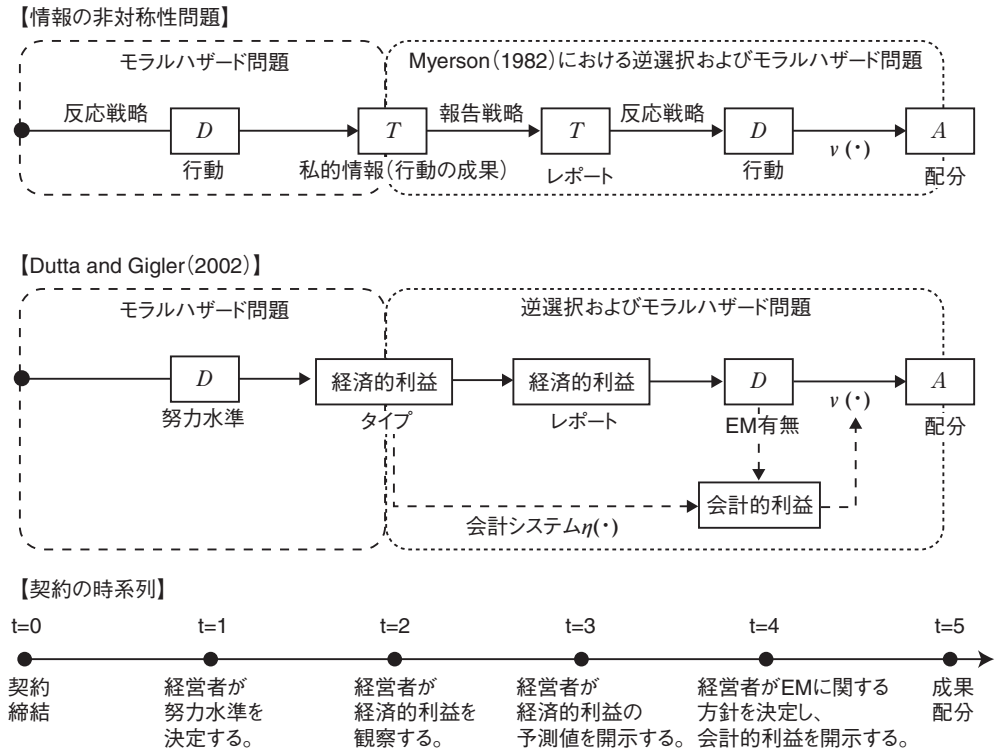 【情報の非対称性問題】
モラルハザード問題
Myerson(1982)における逆選択およびモラルハザード問題
反応戦略
D
行動
T
私的情報(行動の成果)
報告戦略
T
レポート
反応戦略
D
行動
ν(・)
A
配分
【Dutta and Gigler(2002)】
モラルハザード問題
逆選択およびモラルハザード問題
D
努力水準
経済的利益
タイプ
経済的利益
レポート
D
EM有無
ν(・)
A
配分
会計的利益
会計システムη(・)
【契約の時系列】
t=0
t=1
t=2
t=3
t=4
t=5
契約
締結
経営者が
努力水準を
決定する。
経営者が
経済的利益を
観察する。
経営者が
経済的利益の
予測値を開示する。
経営者がEMに関する
方針を決定し、
会計的利益を開示する。
成果
配分